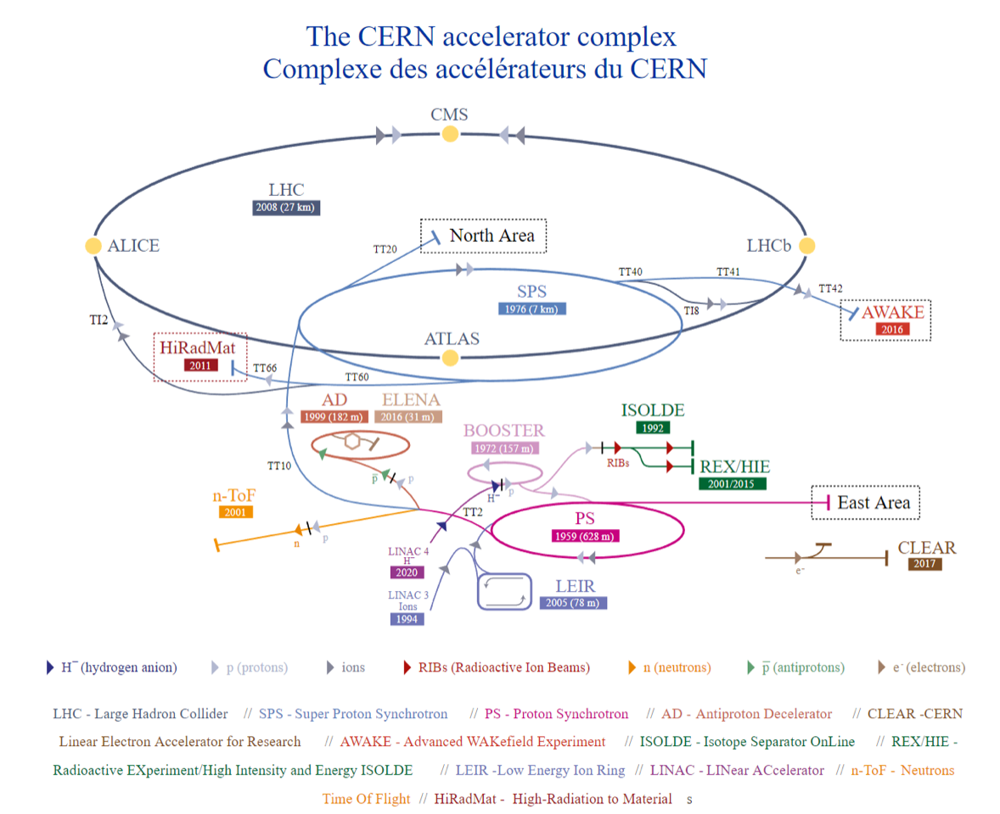 The CERN accelerator complex
Complexe des accélérateurs du CERN
CMS
LHC
2008 (27 km)
North Area
ALICE
LHCb
TT20
TT40
TT41
SPS
TT42
1976 (7 km)
TI8
AWAKE
TI2
2016
ATLAS
HiRadMat
2011
TT66
TT60
AD
ELENA
1999 (182 m)
2016 (31 m)
ISOLDE
1992
BOOSTER
1972 (157 m)
RIBs
TT10
REX/HIE
2001/2015
p̅
p
n-ToF
2001
H⁻
p
East Area
TT2
PS
1959 (628 m)
n
p
LINAC 4
H⁻
2020
CLEAR
2017
e⁻
LINAC 3
Ions
1994
LEIR
2005 (78 m)
H⁻ (hydrogen anion) p (protons) ions RIBs (Radioactive Ion Beams) n (neutrons) p̅ (antiprotons) e⁻ (electrons)
LHC - Large Hadron Collider // SPS - Super Proton Synchrotron // PS - Proton Synchrotron // AD - Antiproton Decelerator // CLEAR -CERN
Linear Electron Accelerator for Research // AWAKE - Advanced WAKefield Experiment // ISOLDE - Isotope Separator OnLine // REX/HIE -
Radioactive EXperiment/High Intensity and Energy ISOLDE // LEIR -Low Energy Ion Ring // LINAC - LINear ACcelerator // n-ToF - Neutrons
Time Of Flight // HiRadMat - High-Radiation to Material s